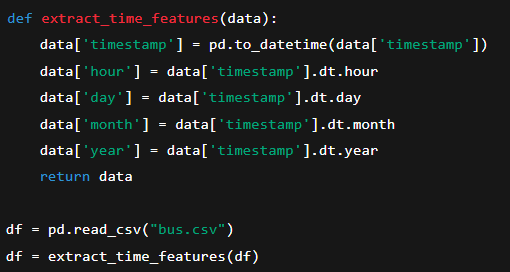 def extract_time_features(data):
    data['timestamp'] = pd.to_datetime(data['timestamp'])
    data['hour'] = data['timestamp'].dt.hour
    data['day'] = data['timestamp'].dt.day
    data['month'] = data['timestamp'].dt.month
    data['year'] = data['timestamp'].dt.year
    return data

df = pd.read_csv("bus.csv")
df = extract_time_features(df)